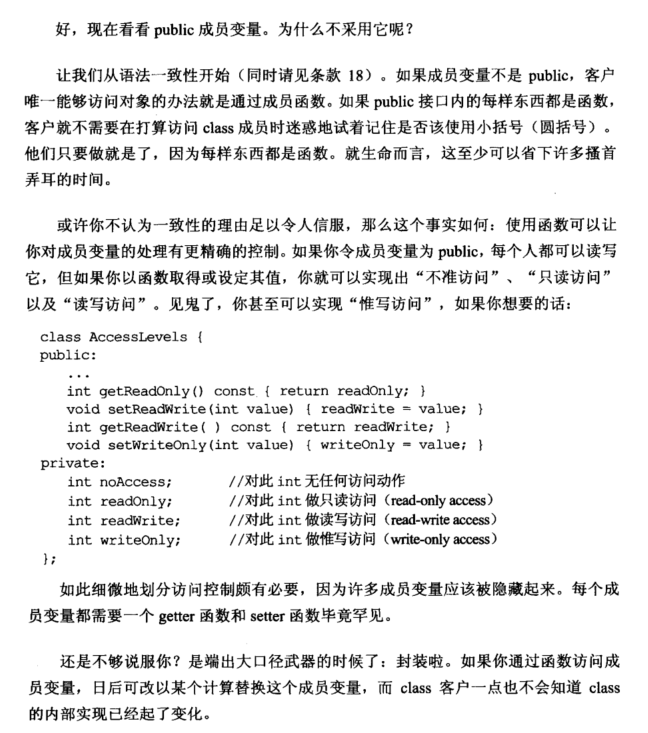 好，现在看看 public 成员变量。为什么不采用它呢？
让我们从语法一致性开始（同时请见条款 18）。如果成员变量不是 public，客户
唯一能够访问对象的办法就是通过成员函数。如果 public 接口内的每样东西都是函数，
客户就不需要在打算访问 class 成员时迷惑地试着记住是否该使用小括号（圆括号）。
他们只要做就是了，因为每样东西都是函数。就生命而言，这至少可以省下许多搔首
弄耳的时间。
或许你不认为一致性的理由足以令人信服，那么这个事实如何：使用函数可以让
你对成员变量的处理有更精确的控制。如果你令成员变量为 public，每个人都可以读写
它，但如果你以函数取得或设定其值，你就可以实现出“不准访问”、“只读访问”
以及“读写访问”。见鬼了，你甚至可以实现“惟写访问”，如果你想要的话：
class AccessLevels {
public:
...
int getReadOnly() const { return readOnly; }
void setReadWrite(int value) { readWrite = value; }
int getReadWrite( ) const { return readWrite; }
void setWriteOnly(int value) { writeOnly = value; }
private:
int noAccess; //对此 int 无任何访问动作
int readOnly; //对此 int 做只读访问（read-only access）
int readWrite; //对此 int 做读写访问（read-write access）
int writeOnly; //对此 int 做惟写访问（write-only access）
};
如此细微地划分访问控制颇有必要，因为许多成员变量应该被隐藏起来。每个成
员变量都需要一个 getter 函数和 setter 函数毕竟罕见。
还是不够说服你？是端出大口径武器的时候了：封装啦。如果你通过函数访问成
员变量，日后可改以某个计算替换这个成员变量，而 class 客户一点也不会知道 class
的内部实现已经起了变化。